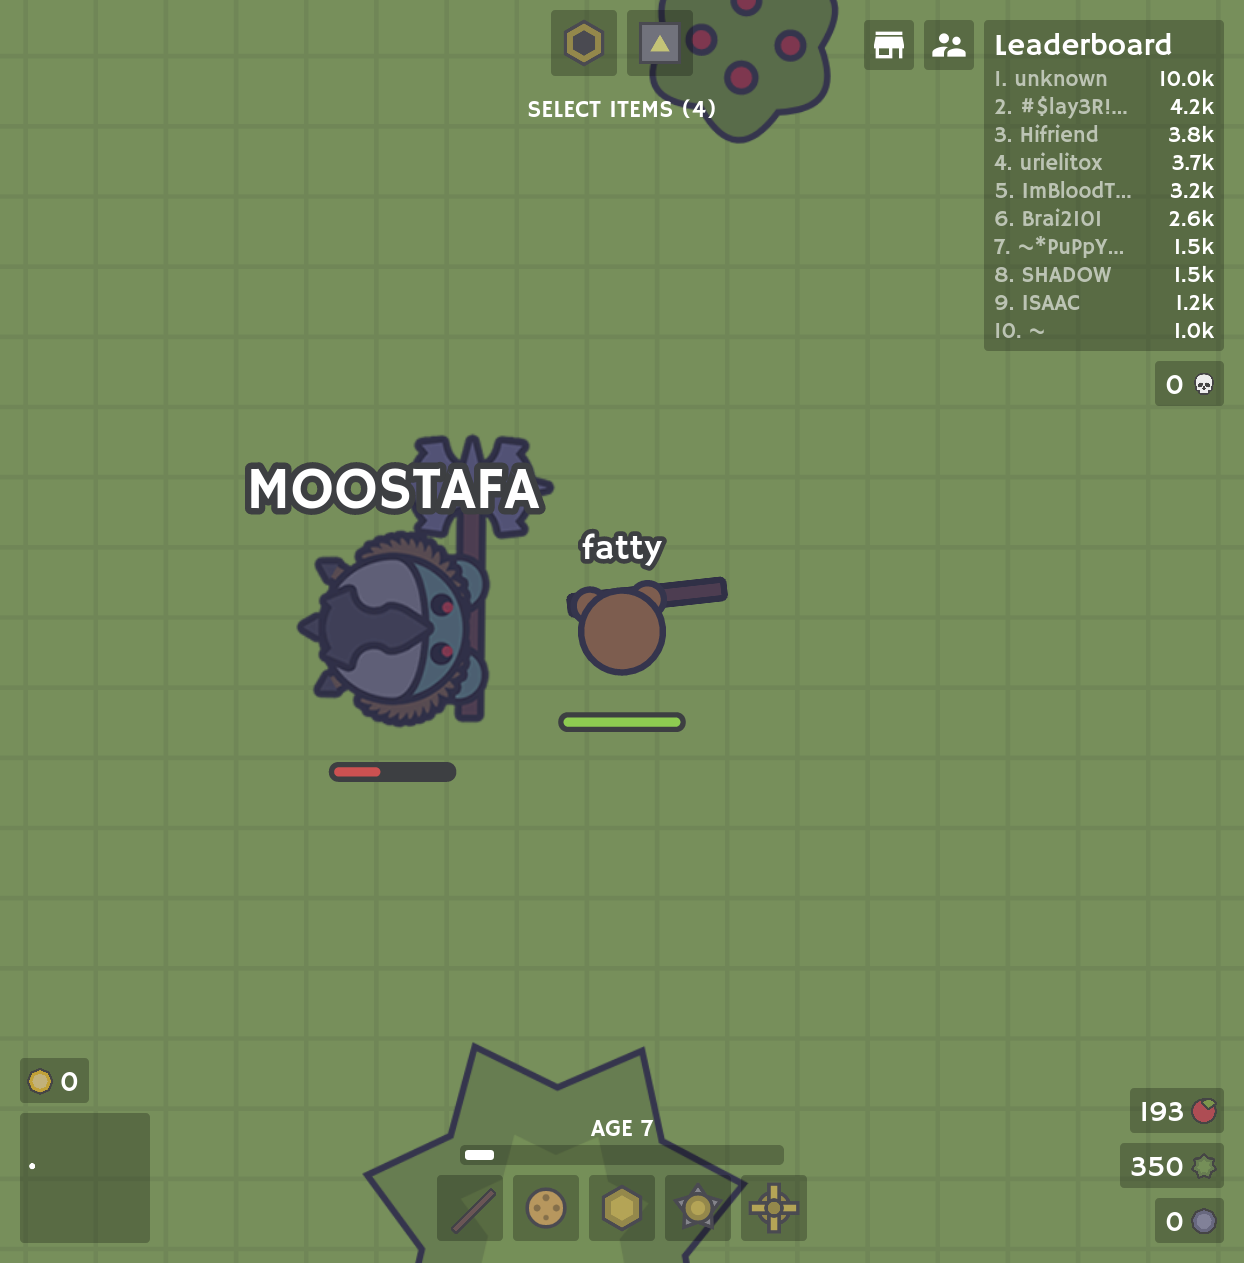 SELECT ITEMS (4)
Leaderboard
1. unknown 10.0k
2. #$lay3R!... 4.2k
3. Hifriend 3.8k
4. urielitox 3.7k
5. ImBloodT... 3.2k
6. Brai2101 2.6k
7. ~*PuPpY... 1.5k
8. SHADOW 1.5k
9. ISAAC 1.2k
10. ~ 1.0k
0
MOOSTAFA
fatty
0
AGE 7
193
350
0